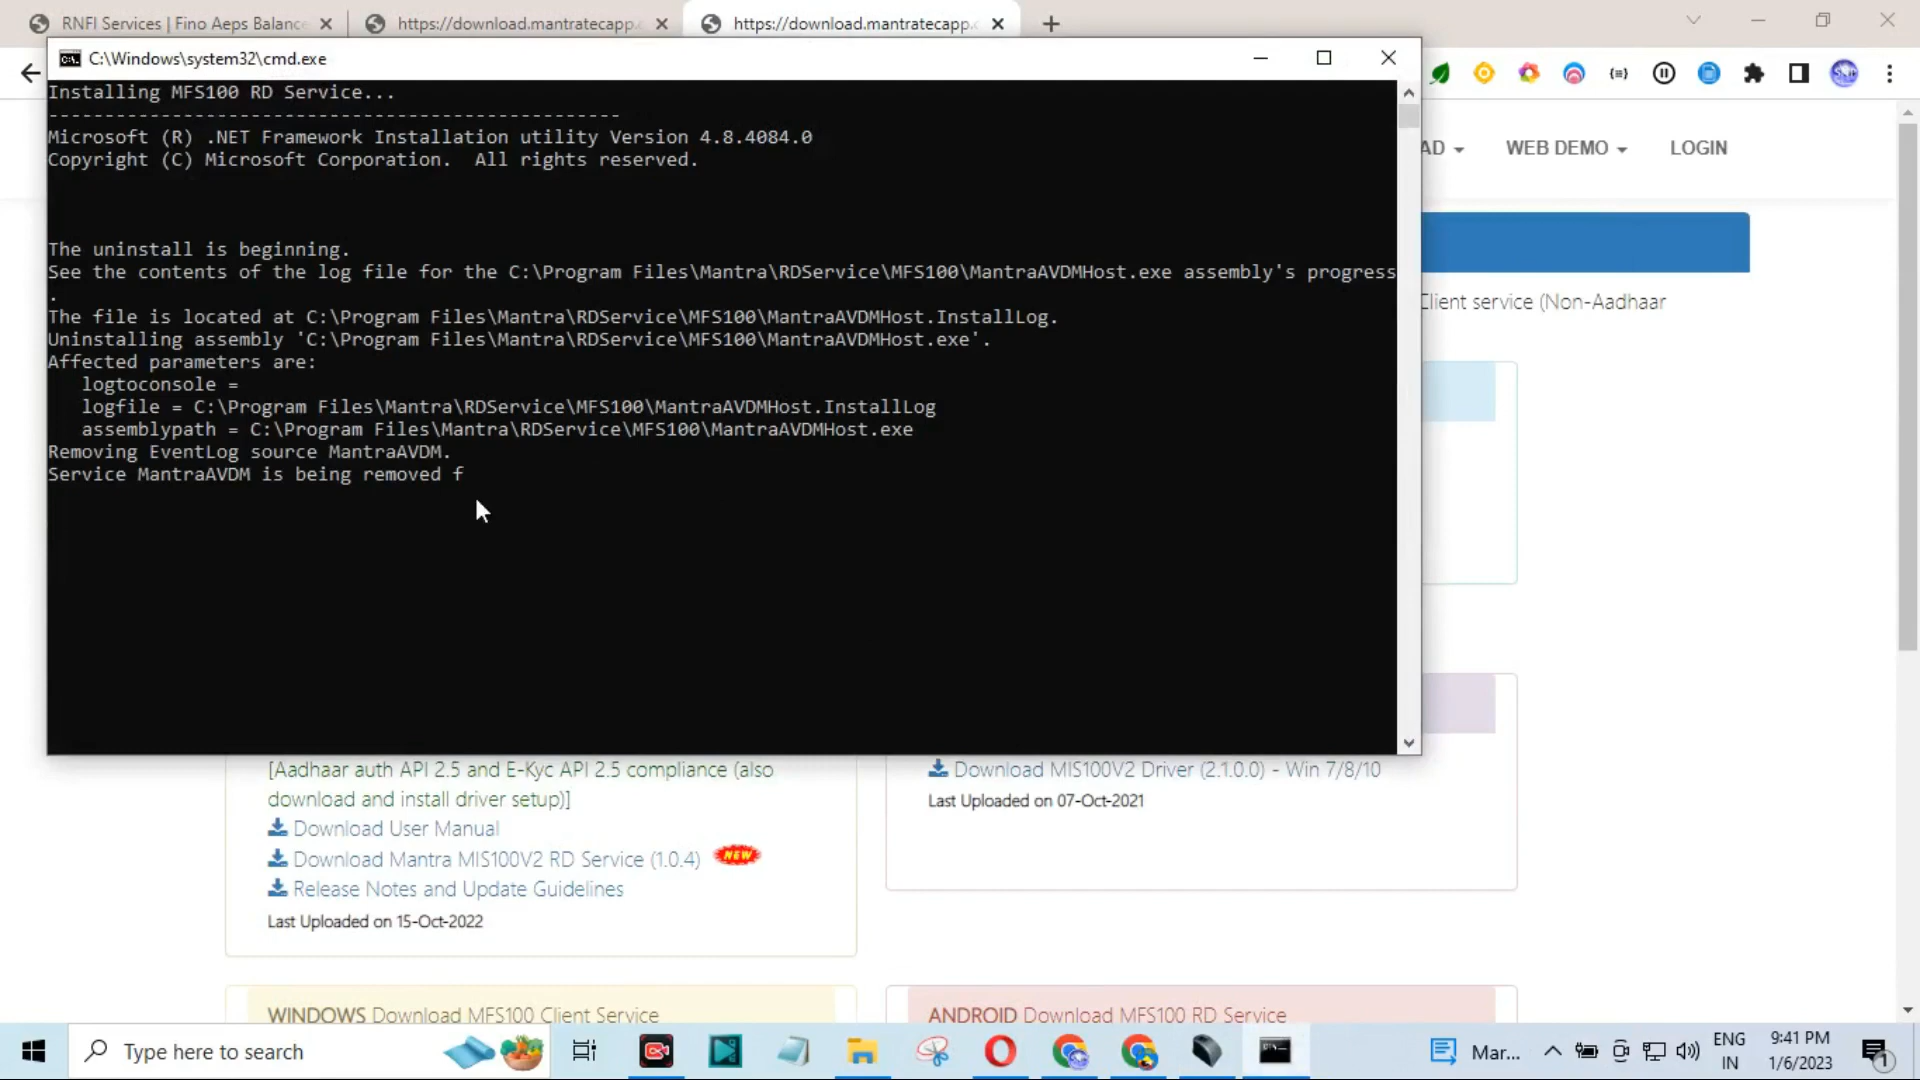 RNFI Services | Fino Aeps Balance
https://download.mantratecapp.
https://download.mantratecapp.
C:\Windows\system32\cmd.exe
Installing MFS100 RD Service...
---------------------------------------------------
Microsoft (R) .NET Framework Installation utility Version 4.8.4084.0
Copyright (C) Microsoft Corporation.  All rights reserved.
The uninstall is beginning.
See the contents of the log file for the C:\Program Files\Mantra\RDService\MFS100\MantraAVDMHost.exe assembly's progress
.
The file is located at C:\Program Files\Mantra\RDService\MFS100\MantraAVDMHost.InstallLog.
Uninstalling assembly 'C:\Program Files\Mantra\RDService\MFS100\MantraAVDMHost.exe'.
Affected parameters are:
logtoconsole =
logfile = C:\Program Files\Mantra\RDService\MFS100\MantraAVDMHost.InstallLog
assemblypath = C:\Program Files\Mantra\RDService\MFS100\MantraAVDMHost.exe
Removing EventLog source MantraAVDM.
Service MantraAVDM is being removed f
AD
WEB DEMO
LOGIN
Client service (Non-Aadhaar
[Aadhaar auth API 2.5 and E-Kyc API 2.5 compliance (also
download and install driver setup)]
Download User Manual
Download Mantra MIS100V2 RD Service (1.0.4) NEW
Release Notes and Update Guidelines
Last Uploaded on 15-Oct-2022
Download MIS100V2 Driver (2.1.0.0) - Win 7/8/10
Last Uploaded on 07-Oct-2021
WINDOWS Download MFS100 Client Service
ANDROID Download MFS100 RD Service
Type here to search
Mar...
ENG
IN
9:41 PM
1/6/2023
1